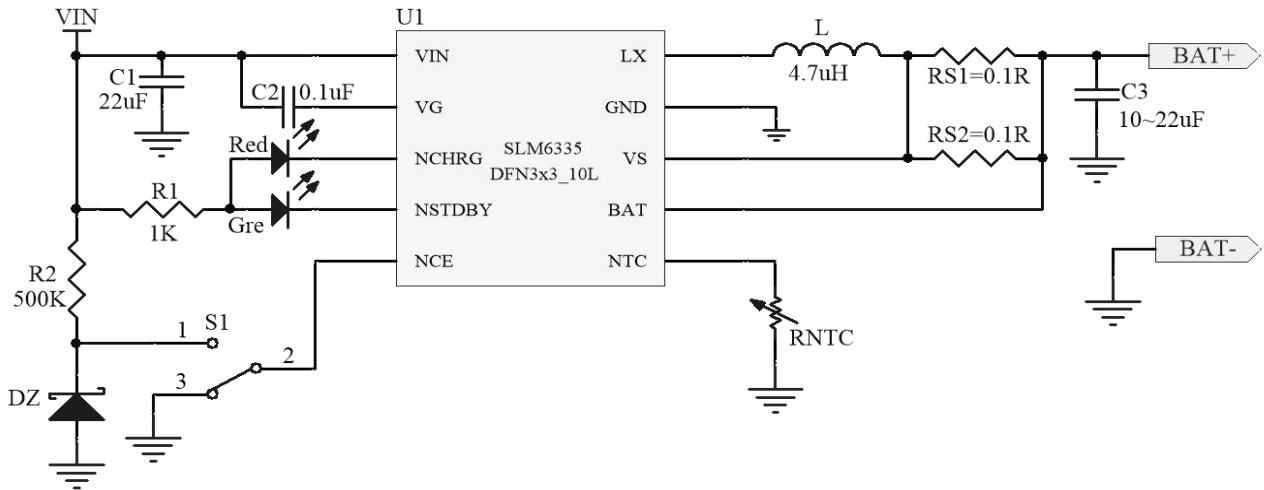 VIN
U1
L
VIN
LX
BAT+
C1
22uF
4.7uH
RS1=0.1R
C2
0.1uF
VG
GND
C3
10~22uF
Red
NCHRG
SLM6335
DFN3x3_10L
VS
RS2=0.1R
R1
1K
Gre
NSTDBY
BAT
BAT-
R2
500K
NCE
NTC
1
S1
RNTC
2
3
DZ